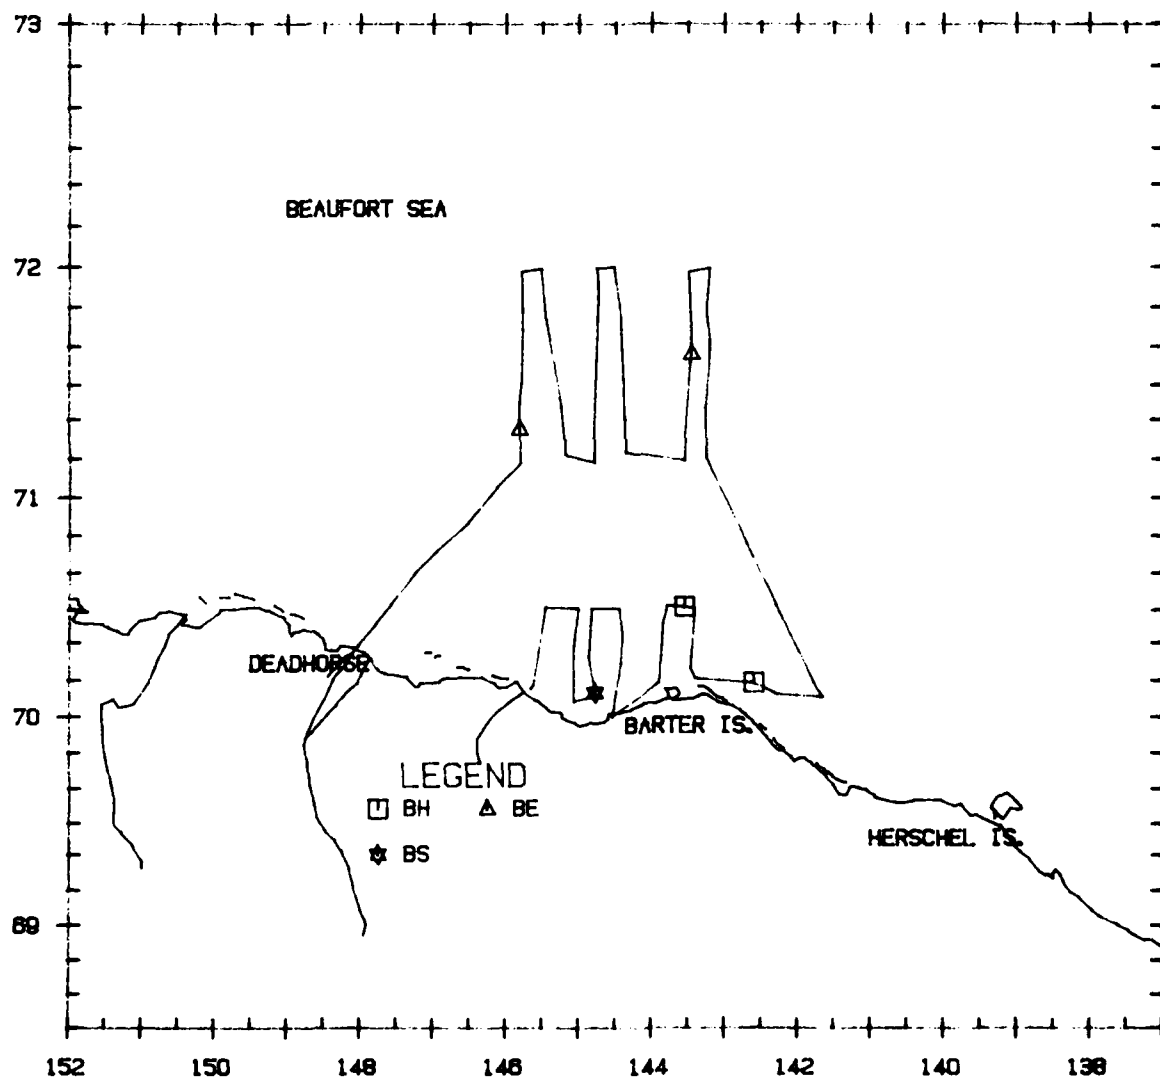 73
BEAUFORT SEA
72
71
DEADHORSE
70
BARTER IS.
LEGEND
BH BE
HERSCHEL IS.
BS
69
152 150 148 146 144 142 140 138